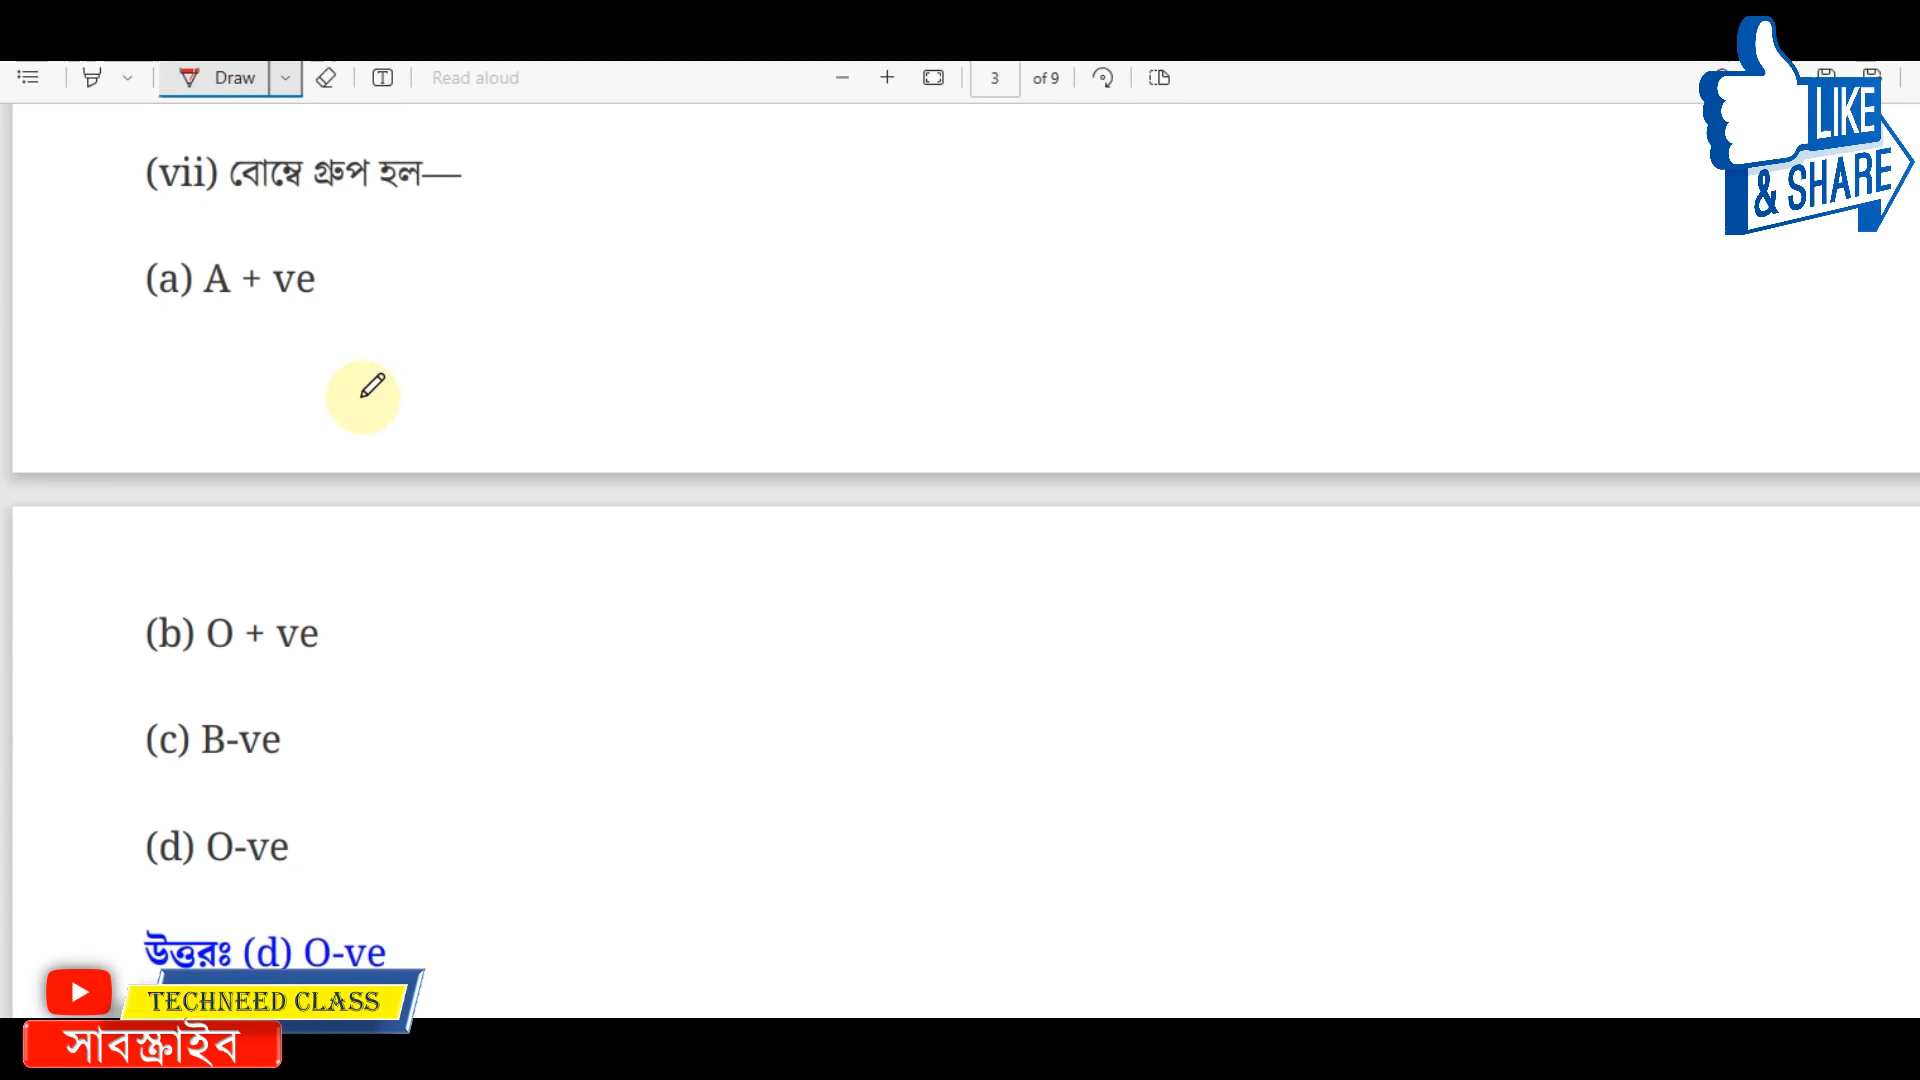 Draw
Read aloud
3 of 9
LIKE
& SHARE
(vii) বোম্বে গ্রুপ হল—
(a) A + ve
(b) O + ve
(c) B-ve
(d) O-ve
উত্তরঃ (d) O-ve
TECHNEED CLASS
সাবস্ক্রাইব